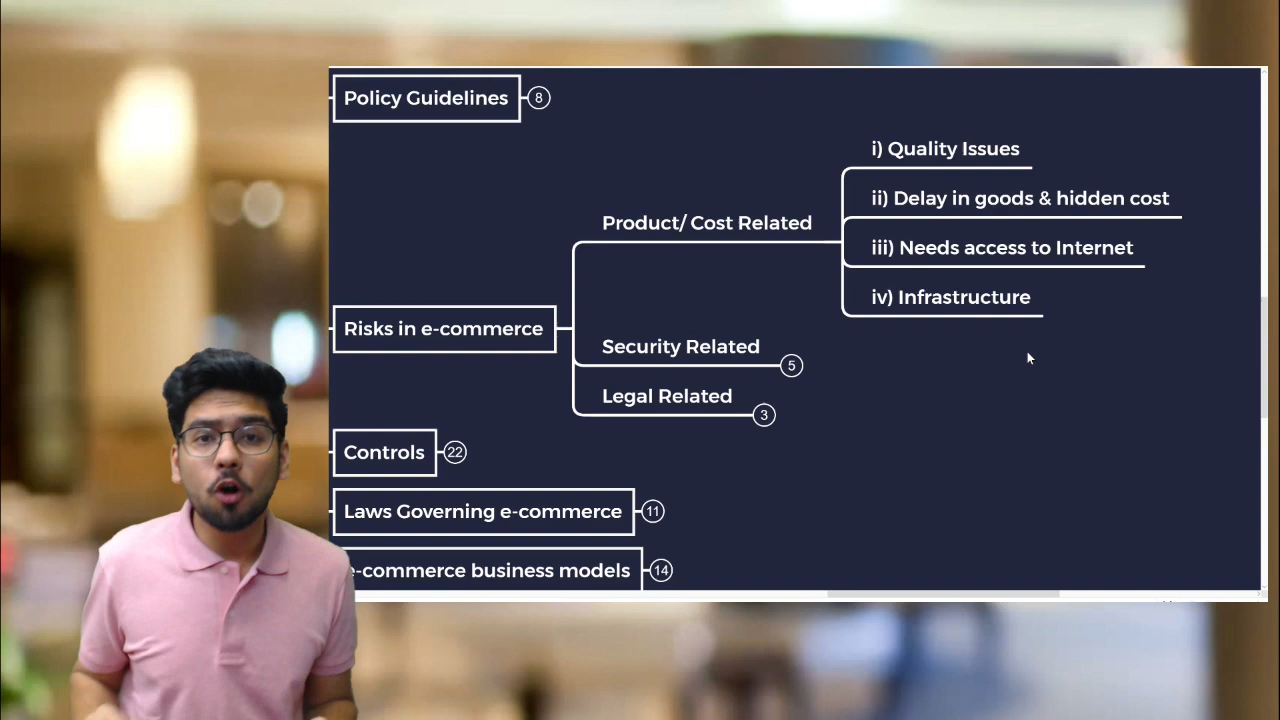 Policy Guidelines 8
i) Quality Issues
ii) Delay in goods & hidden cost
Product/ Cost Related
iii) Needs access to Internet
iv) Infrastructure
Risks in e-commerce
Security Related 5
Legal Related 3
Controls 22
Laws Governing e-commerce 11
e-commerce business models 14